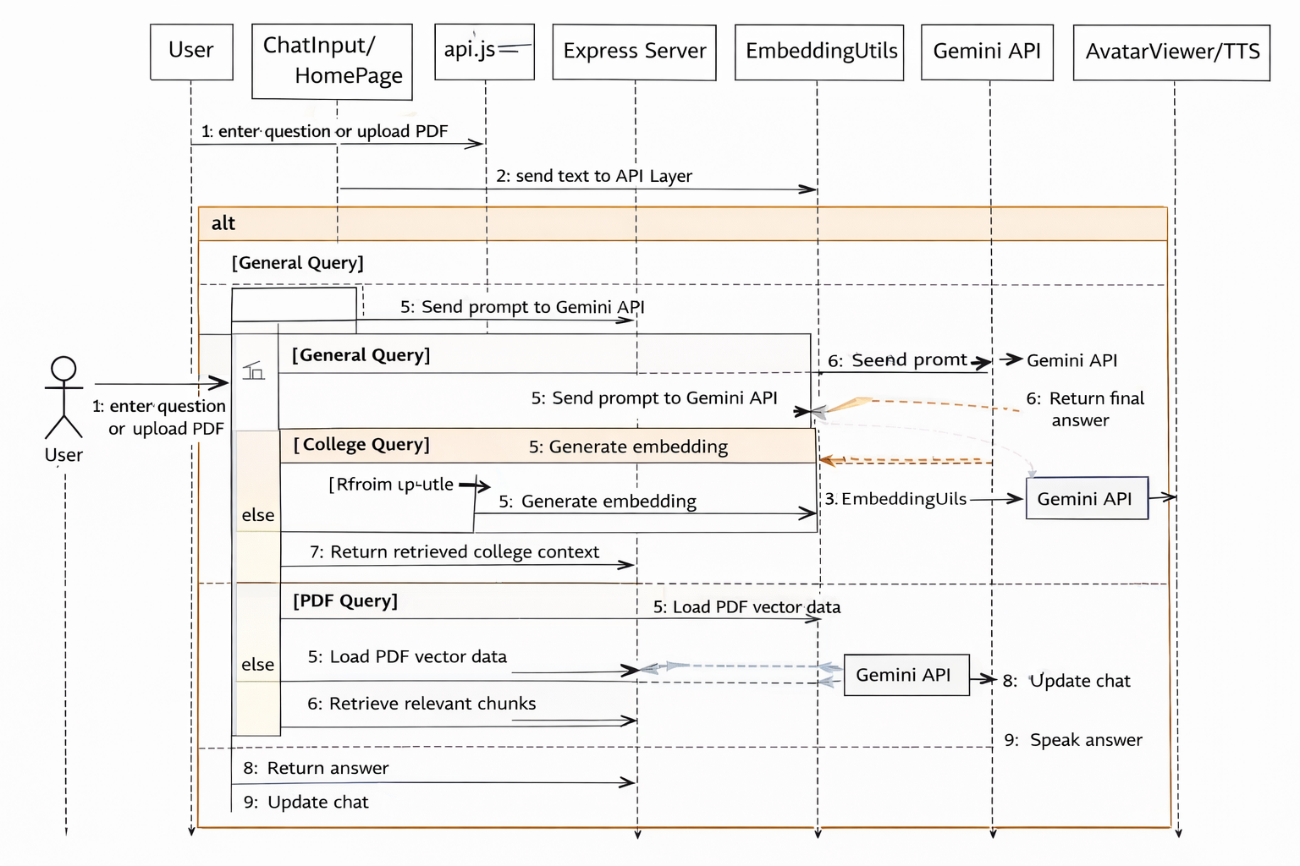 User
ChatInput/
HomePage
api.js
Express Server
EmbeddingUtils
Gemini API
AvatarViewer/TTS
1: enter question or upload PDF
2: send text to API Layer
alt
[General Query]
5: Send prompt to Gemini API
[General Query]
6: Seend promt
Gemini API
1: enter question
or upload PDF
User
5: Send prompt to Gemini API
6: Return final
answer
[College Query]
5: Generate embedding
else
5: Generate embedding
3. EmbeddingUils
Gemini API
7: Return retrieved college context
[PDF Query]
5: Load PDF vector data
else
5: Load PDF vector data
Gemini API
8: Update chat
6: Retrieve relevant chunks
9: Speak answer
8: Return answer
9: Update chat